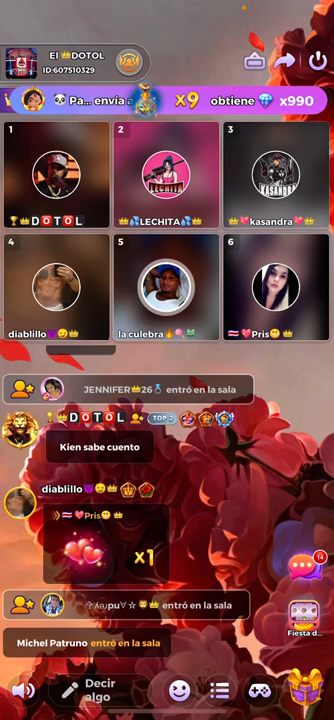 El 👑DOTOL
ID:607510329
🐼 Pa... envía a x9 obtiene 💎 x990
1
🏆👑🅳🅾🆃🅾🅻
2
LECHITA
👑💦LECHITA💦👑
3
KASANDRA
👑💖kasandra💖👑
4
diablillo😈😉👑
5
la culebra🔥
6
🇨🇷❤️Pris😬👑
JENNIFER👑26💍 entró en la sala
🏆👑🅳🅾🆃🅾🅻 TOP 2
Kien sabe cuento
diablillo😈😉👑
🇨🇷❤️Pris😬👑
x1
👑 entró en la sala
Michel Patruno entró en la sala
14
Fiesta d...
Decir
algo